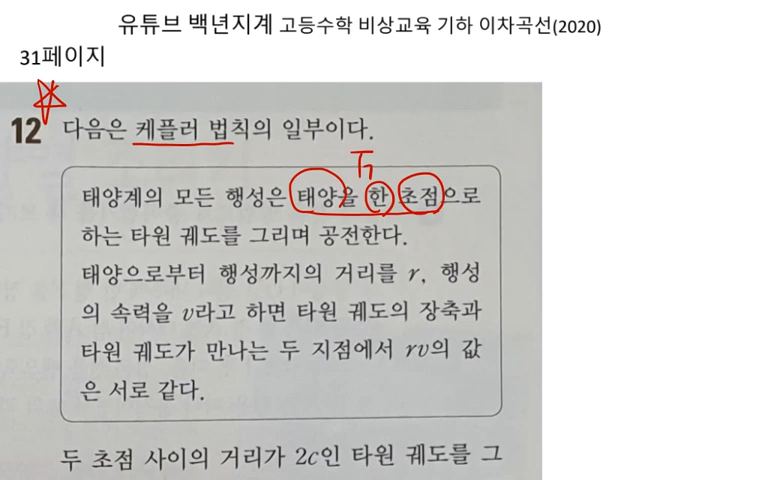 유튜브 백년지계 고등수학 비상교육 기하 이차곡선(2020)
31페이지
12 다음은 케플러 법칙의 일부이다.
태양계의 모든 행성은 태양을 한 초점으로
하는 타원 궤도를 그리며 공전한다.
태양으로부터 행성까지의 거리를 r, 행성
의 속력을 v라고 하면 타원 궤도의 장축과
타원 궤도가 만나는 두 지점에서 rv의 값
은 서로 같다.
두 초점 사이의 거리가 2c인 타원 궤도를 그